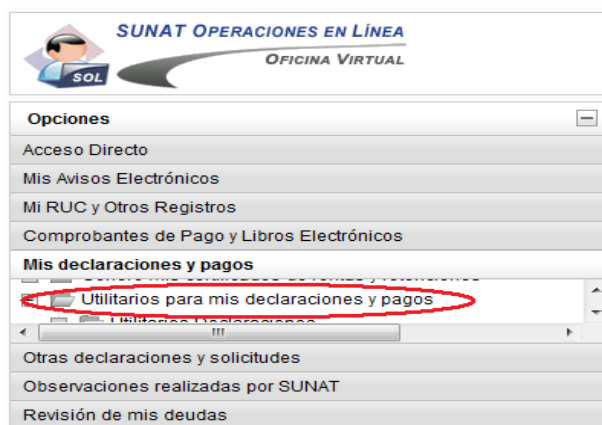 SUNAT OPERACIONES EN LÍNEA
OFICINA VIRTUAL
SOL
Opciones
Acceso Directo
Mis Avisos Electrónicos
Mi RUC y Otros Registros
Comprobantes de Pago y Libros Electrónicos
Mis declaraciones y pagos
Utilitarios para mis declaraciones y pagos
Utilitarios Declaraciones
Otras declaraciones y solicitudes
Observaciones realizadas por SUNAT
Revisión de mis deudas